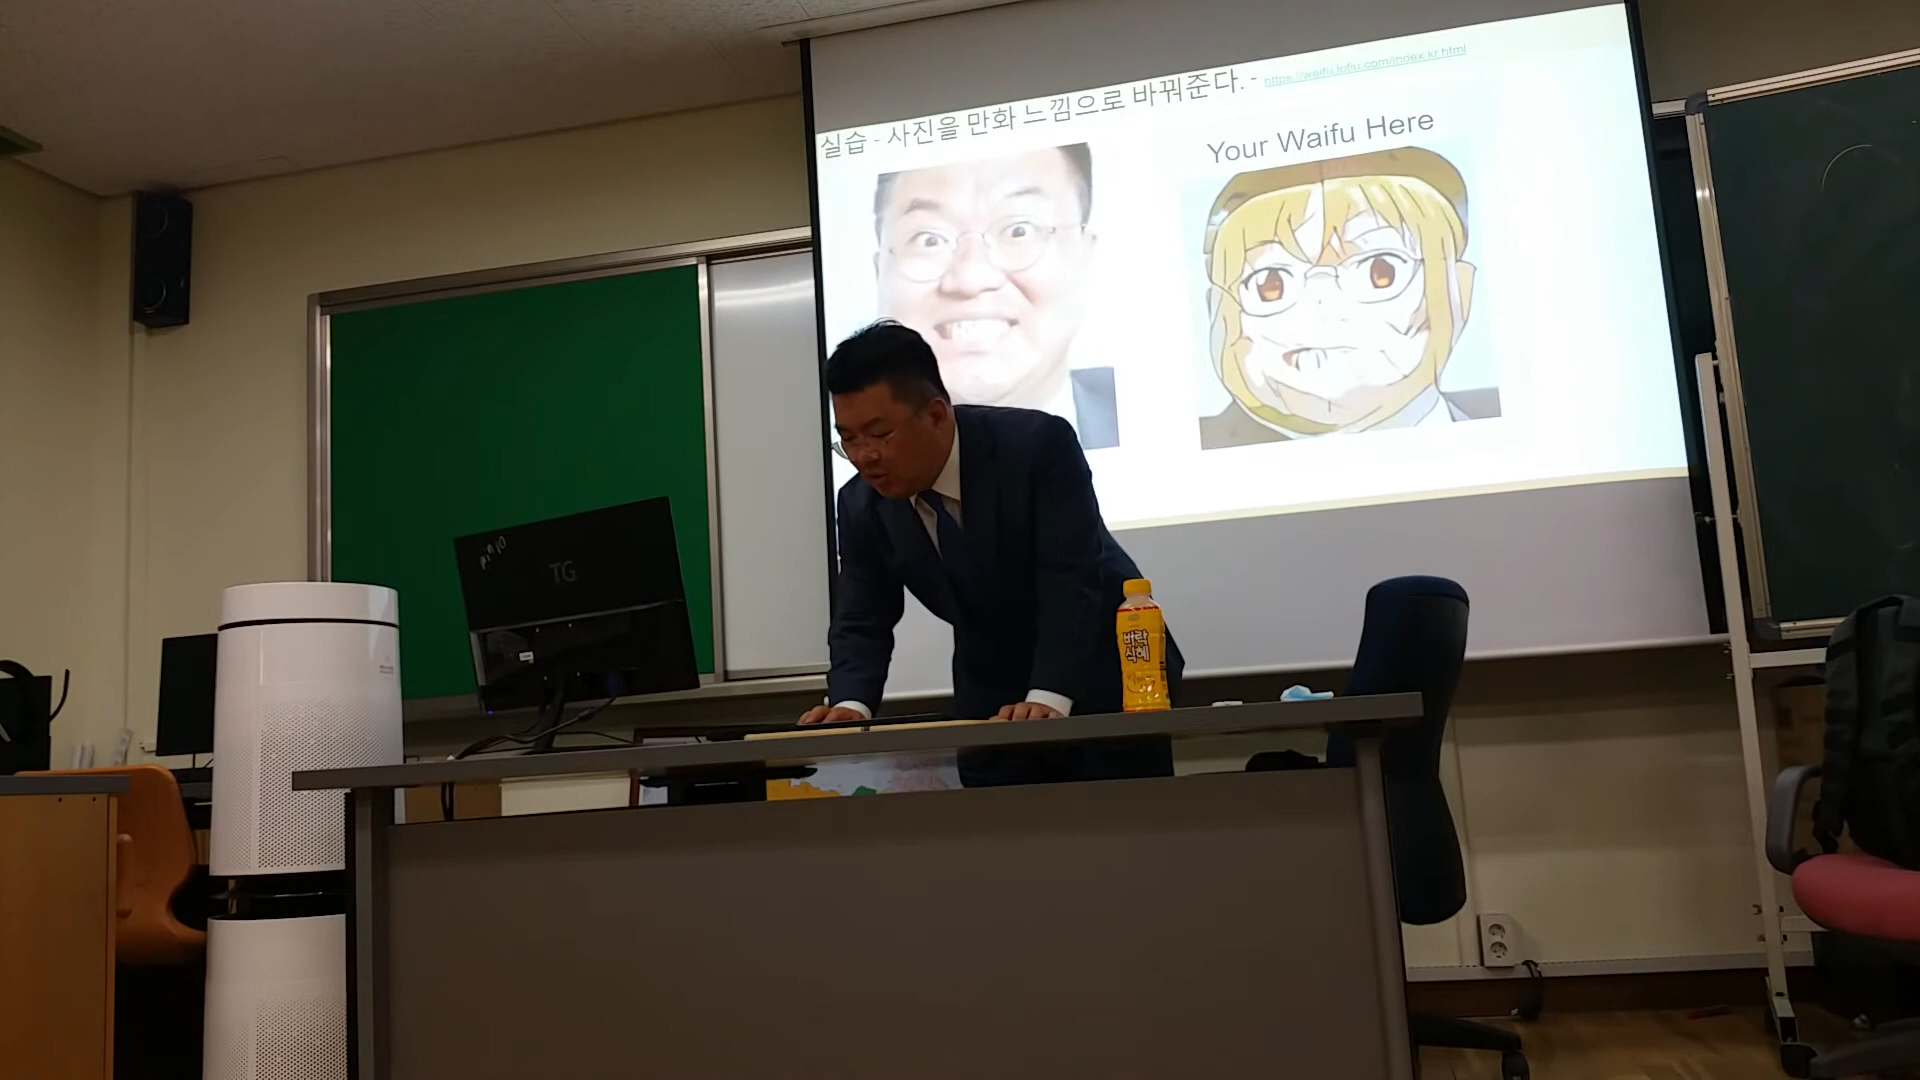 실습 - 사진을 만화 느낌으로 바꿔준다. - https://waifu.lofiu.com/index.kr.html
Your Waifu Here
TG
벼락
식혜